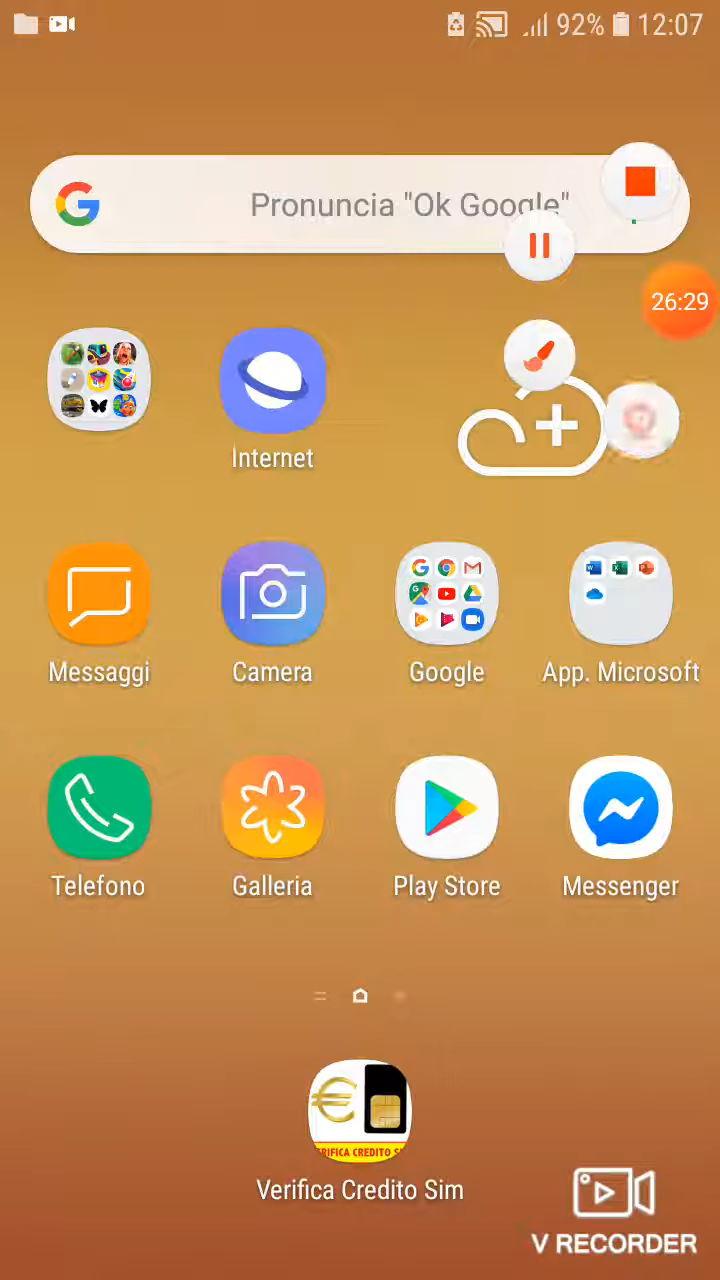 92% 12:07
Pronuncia "Ok Google"
26:29
Internet
Messaggi
Camera
Google
App. Microsoft
Telefono
Galleria
Play Store
Messenger
Verifica Credito Sim
V RECORDER